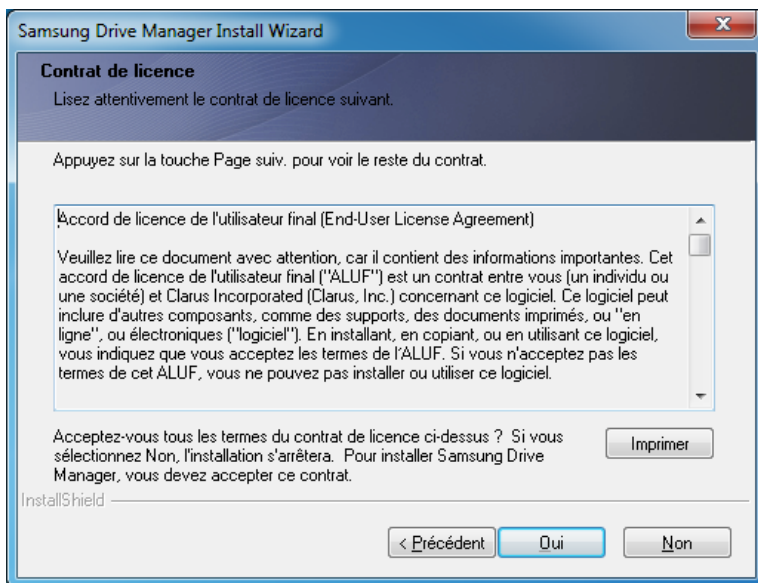 Samsung Drive Manager Install Wizard
Contrat de licence
Lisez attentivement le contrat de licence suivant.
Appuyez sur la touche Page suiv. pour voir le reste du contrat.
Accord de licence de l'utilisateur final (End-User License Agreement)
Veuillez lire ce document avec attention, car il contient des informations importantes. Cet
accord de licence de l'utilisateur final ("ALUF") est un contrat entre vous (un individu ou
une société) et Clarus Incorporated (Clarus, Inc.) concernant ce logiciel. Ce logiciel peut
inclure d'autres composants, comme des supports, des documents imprimés, ou "en
ligne", ou électroniques ("logiciel"). En installant, en copiant, ou en utilisant ce logiciel,
vous indiquez que vous acceptez les termes de l'ALUF. Si vous n'acceptez pas les
termes de cet ALUF, vous ne pouvez pas installer ou utiliser ce logiciel.
Acceptez-vous tous les termes du contrat de licence ci-dessus ? Si vous
sélectionnez Non, l'installation s'arrêtera. Pour installer Samsung Drive
Manager, vous devez accepter ce contrat.
Imprimer
InstallShield
< Précédent
Oui
Non